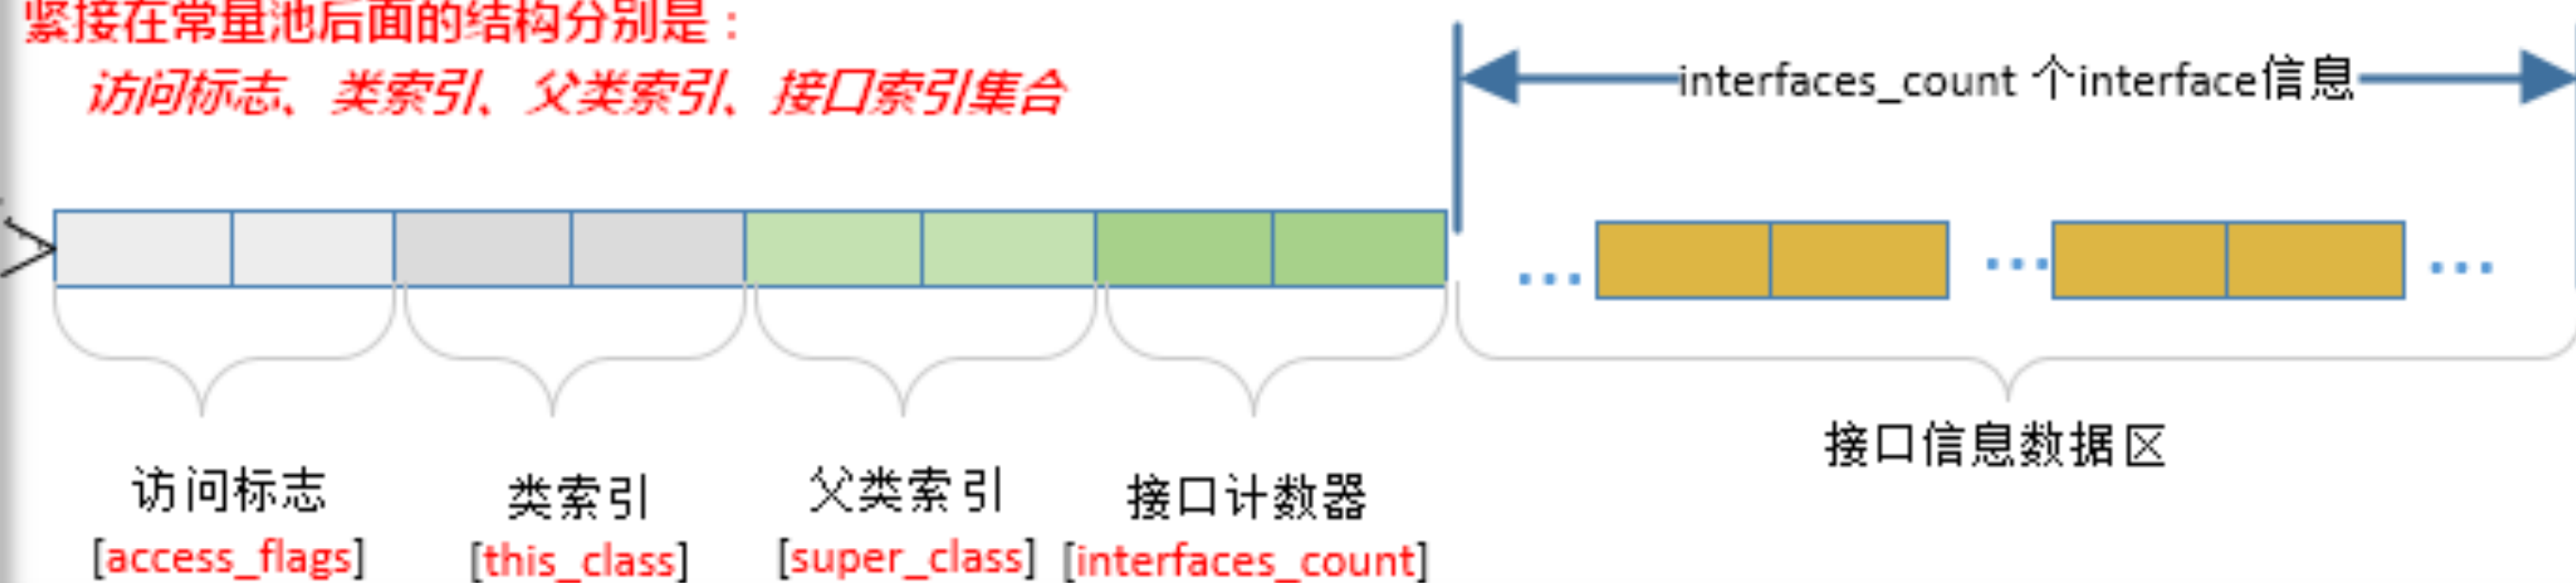 紧接在常量池后面的结构分别是：
访问标志、类索引、父类索引、接口索引集合
interfaces_count 个interface信息
接口信息数据区
访问标志
[access_flags]
类索引
[this_class]
父类索引
[super_class]
接口计数器
[interfaces_count]